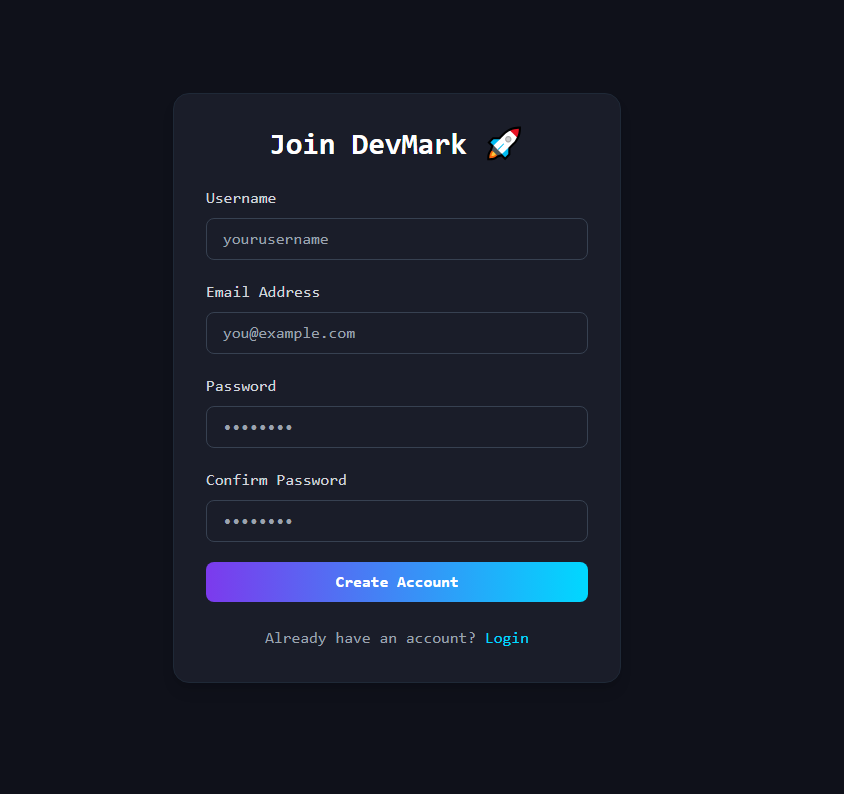 Join DevMark 🚀
Username
yourusername
Email Address
you@example.com
Password
••••••••
Confirm Password
••••••••
Create Account
Already have an account? Login